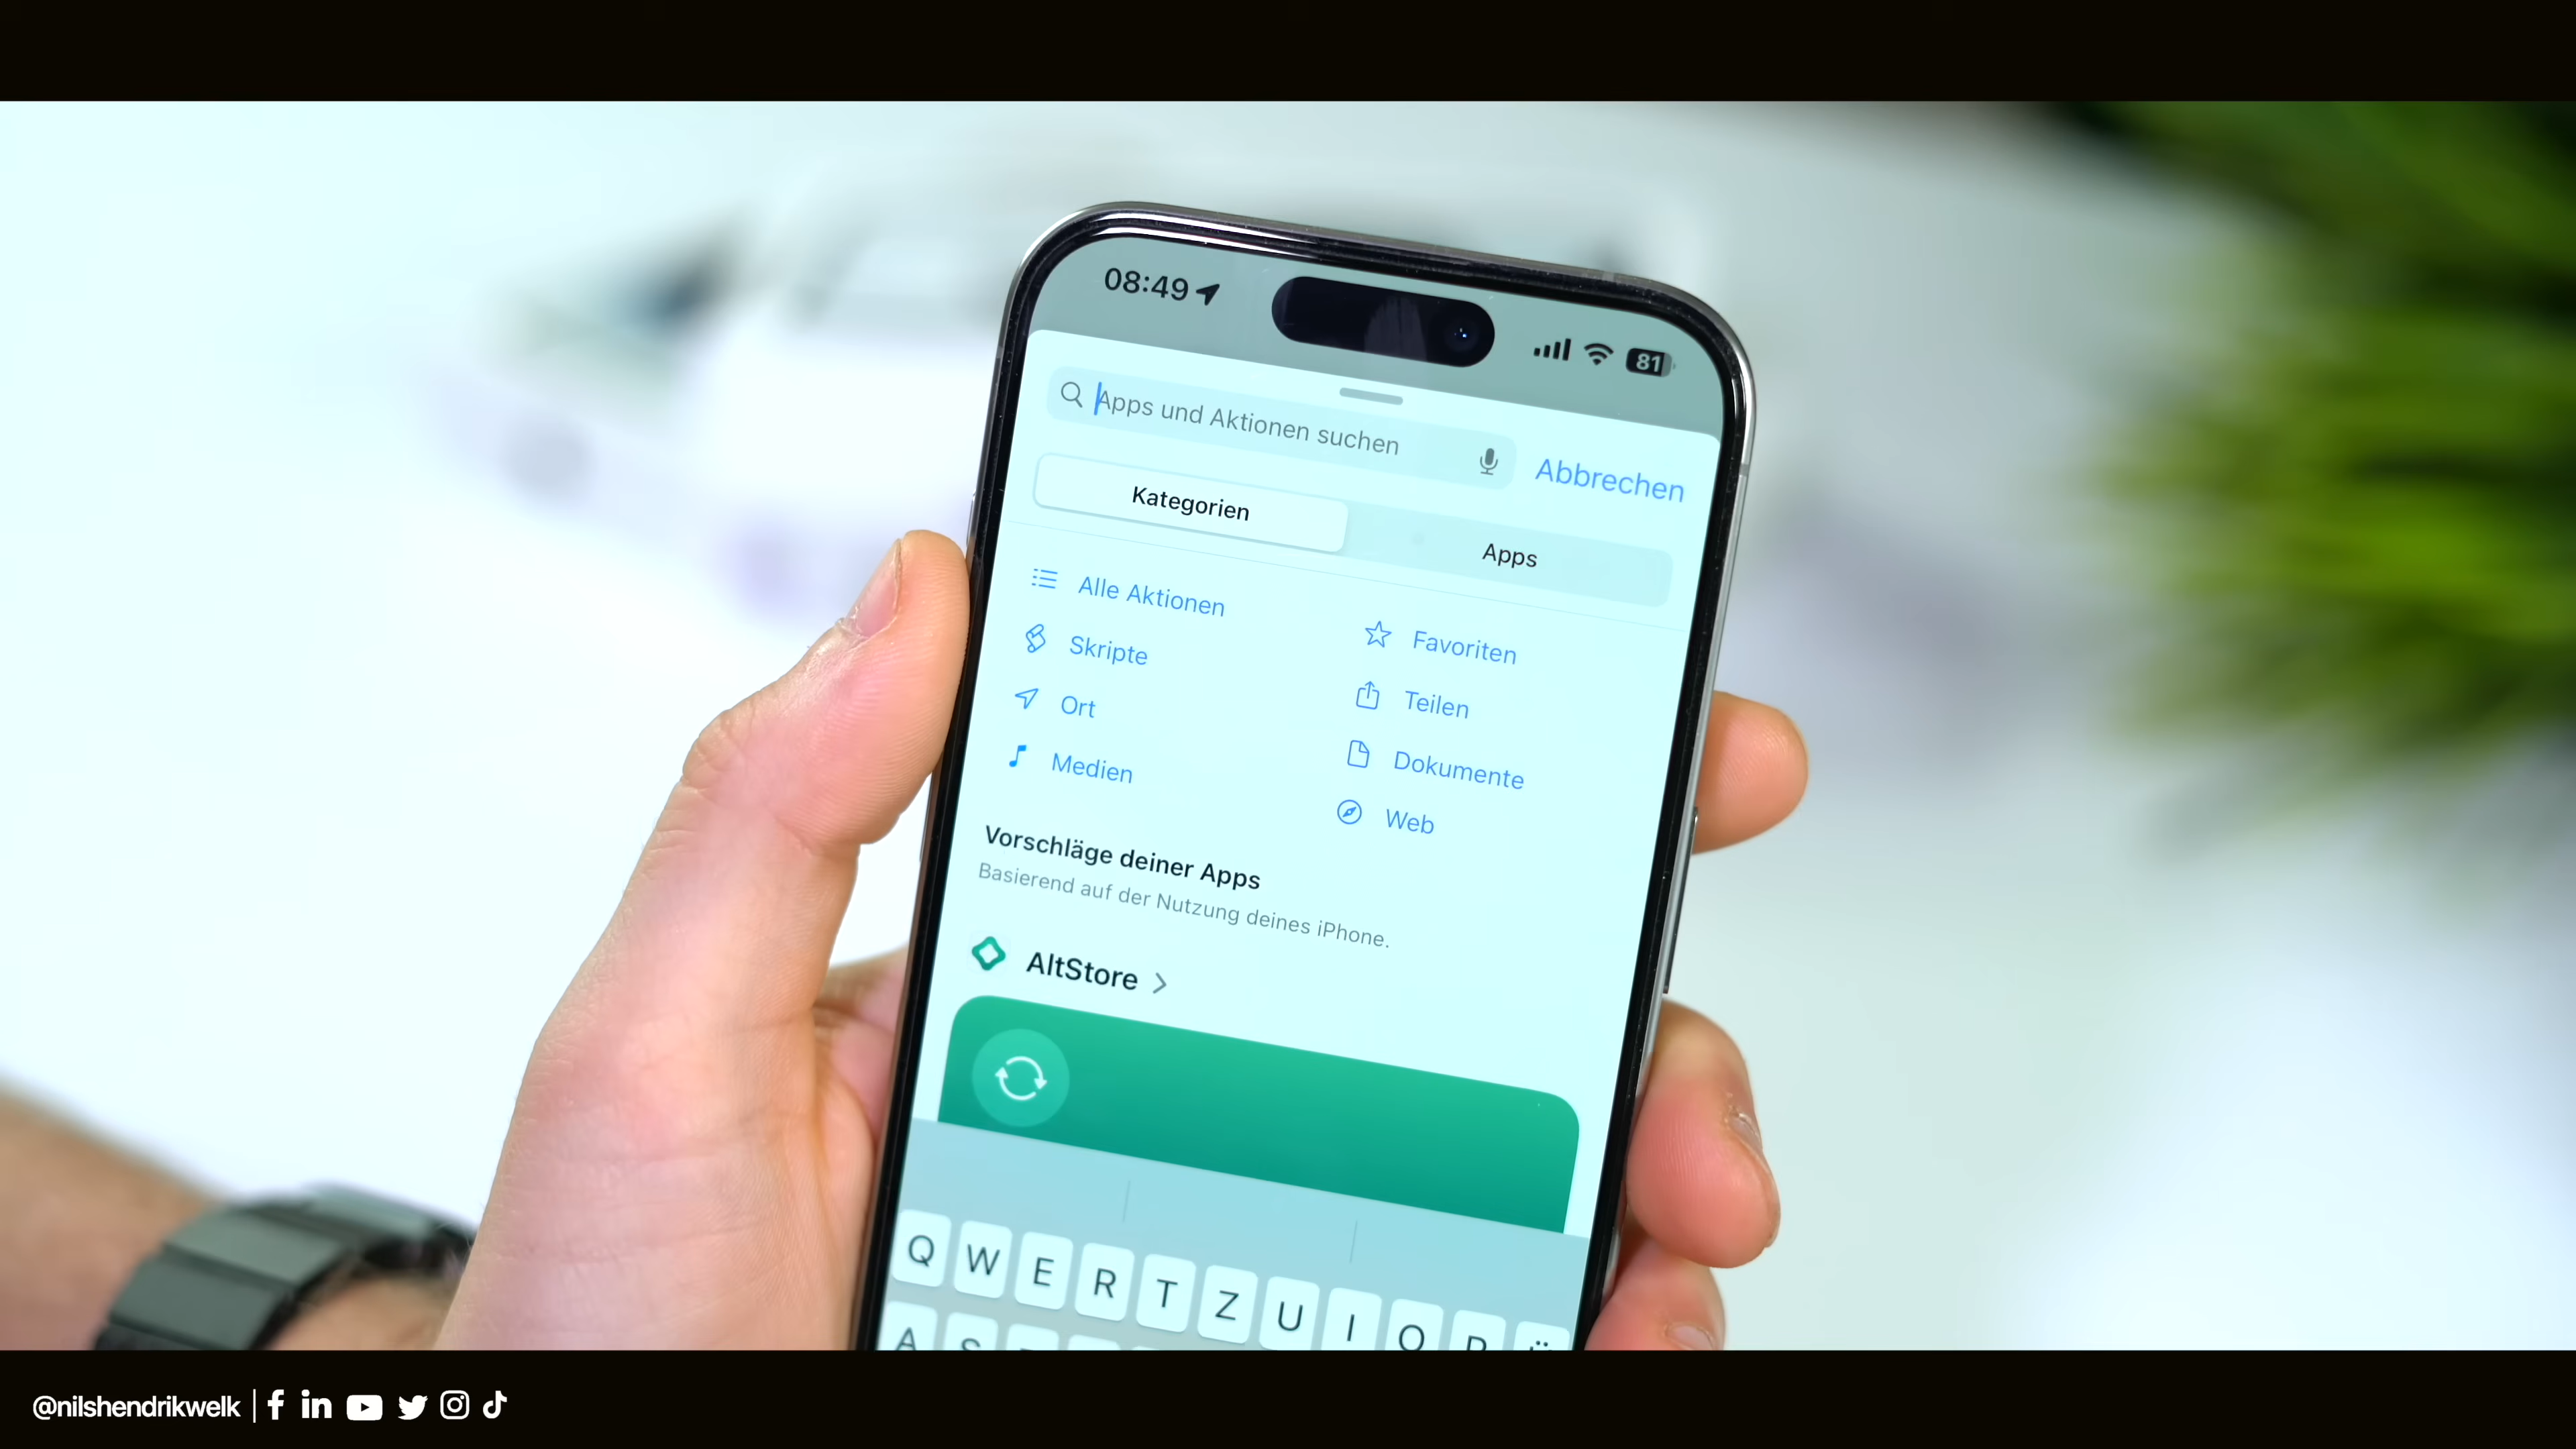 08:49
81
Apps und Aktionen suchen
Abbrechen
Kategorien
Apps
Alle Aktionen
Favoriten
Skripte
Teilen
Ort
Dokumente
Medien
Web
Vorschläge deiner Apps
Basierend auf der Nutzung deines iPhone.
AltStore
Q W E R T Z U I O P Ü
A S
@nilshendrikwelk